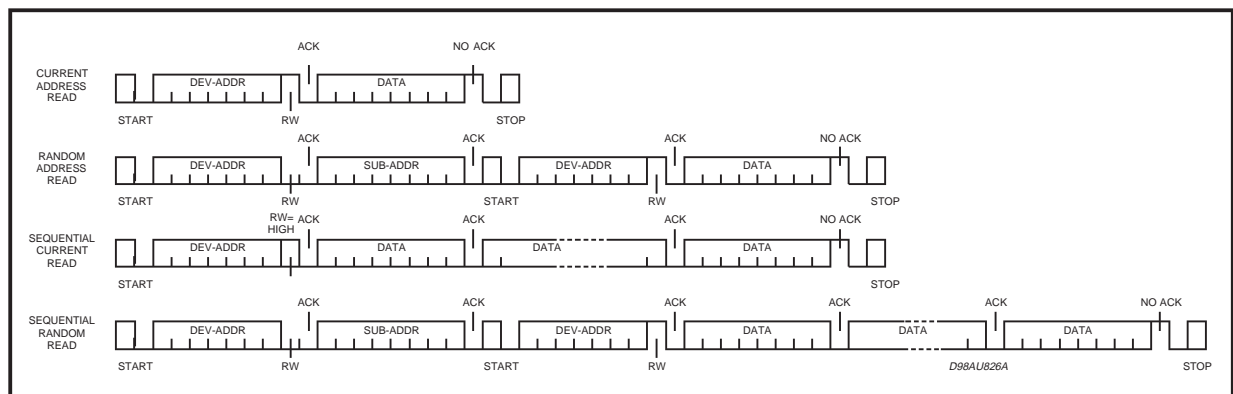 ACK NO ACK
CURRENT
ADDRESS
READ
DEV-ADDR DATA
START RW STOP
ACK ACK ACK NO ACK
RANDOM
ADDRESS
READ
DEV-ADDR SUB-ADDR DEV-ADDR DATA
START RW START RW STOP
RW=
HIGH
ACK ACK ACK NO ACK
SEQUENTIAL
CURRENT
READ
DEV-ADDR DATA DATA DATA
START STOP
ACK ACK ACK ACK ACK NO ACK
SEQUENTIAL
RANDOM
READ
DEV-ADDR SUB-ADDR DEV-ADDR DATA DATA DATA
START RW START RW D98AU826A STOP